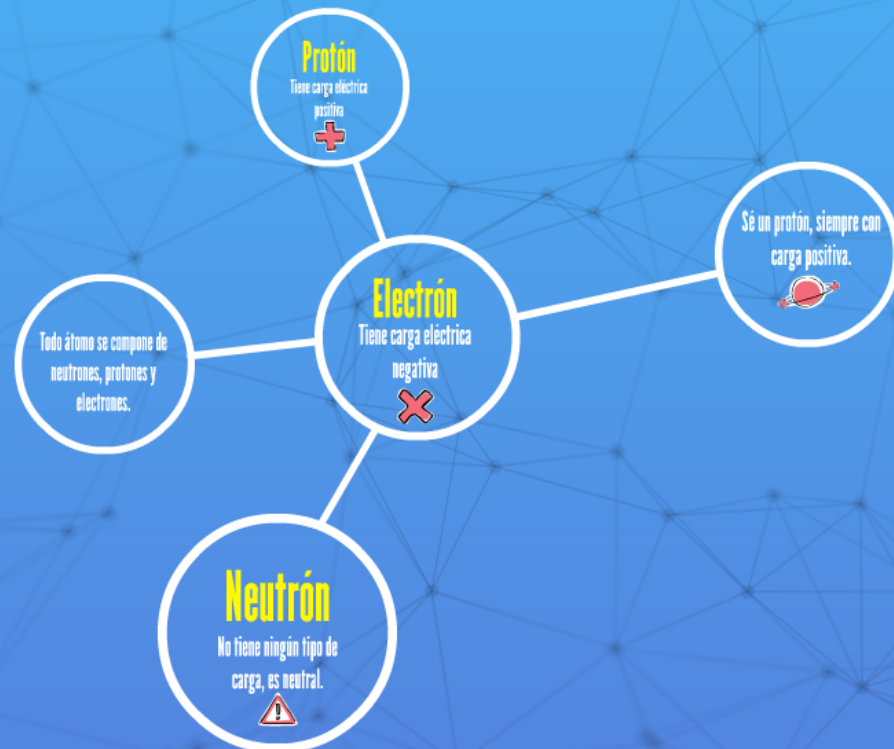 Protón
Tiene carga eléctrica
positiva
Sé un protón, siempre con
carga positiva.
Electrón
Tiene carga eléctrica
negativa
Todo átomo se compone de
neutrones, protones y
electrones.
Neutrón
No tiene ningún tipo de
carga, es neutral.